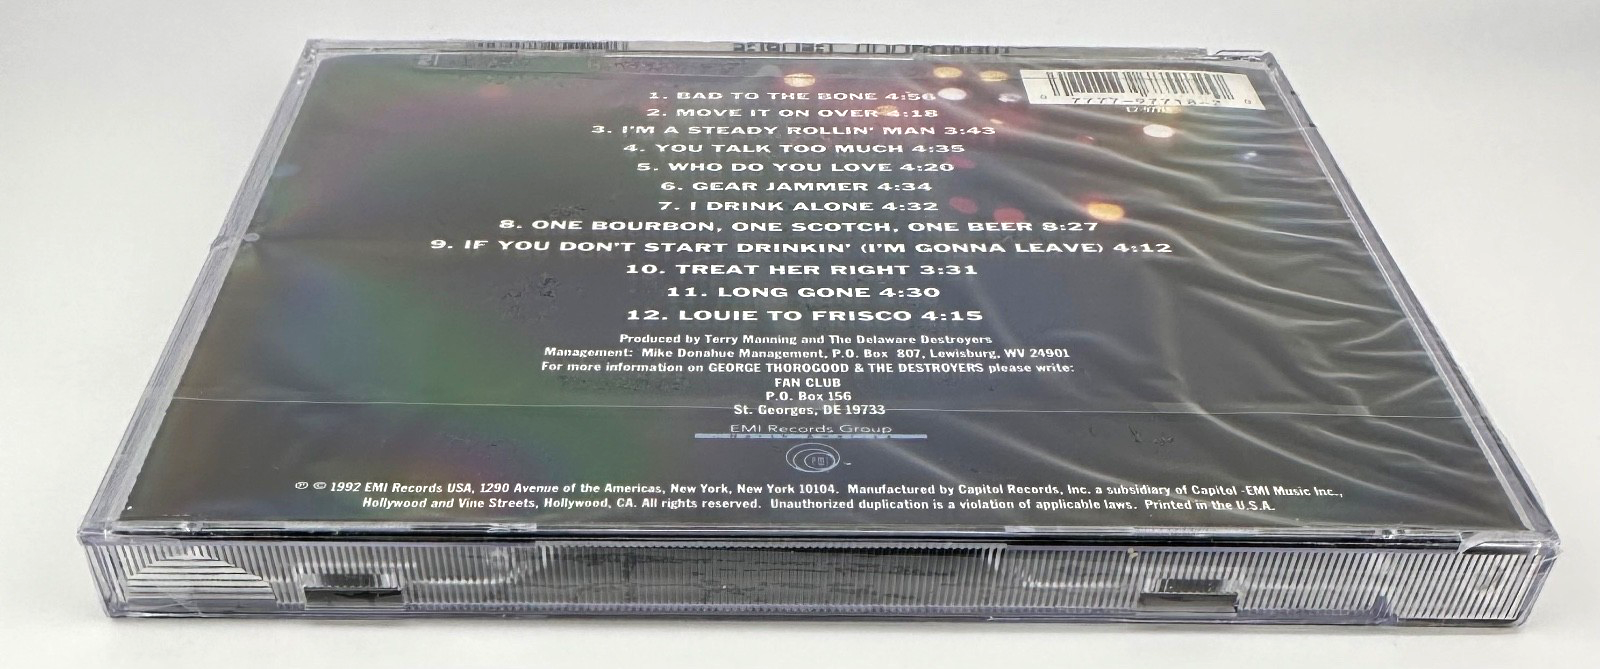 1. BAD TO THE BONE 4:56
2. MOVE IT ON OVER 4:18
3. I'M A STEADY ROLLIN' MAN 3:43
4. YOU TALK TOO MUCH 4:35
5. WHO DO YOU LOVE 4:20
6. GEAR JAMMER 4:34
7. I DRINK ALONE 4:32
8. ONE BOURBON, ONE SCOTCH, ONE BEER 8:27
9. IF YOU DON'T START DRINKIN' (I'M GONNA LEAVE) 4:12
10. TREAT HER RIGHT 3:31
11. LONG GONE 4:30
12. LOUIE TO FRISCO 4:15
Produced by Terry Manning and The Delaware Destroyers
Management: Mike Donahue Management, P.O. Box 807, Lewisburg, WV 24901
For more information on GEORGE THOROGOOD & THE DESTROYERS please write:
FAN CLUB
P.O. Box 156
St. Georges, DE 19733
EMI Records Group
℗ © 1992 EMI Records USA, 1290 Avenue of the Americas, New York, New York 10104. Manufactured by Capitol Records, Inc. a subsidiary of Capitol-EMI Music Inc.,
Hollywood and Vine Streets, Hollywood, CA. All rights reserved. Unauthorized duplication is a violation of applicable laws. Printed in the U.S.A.